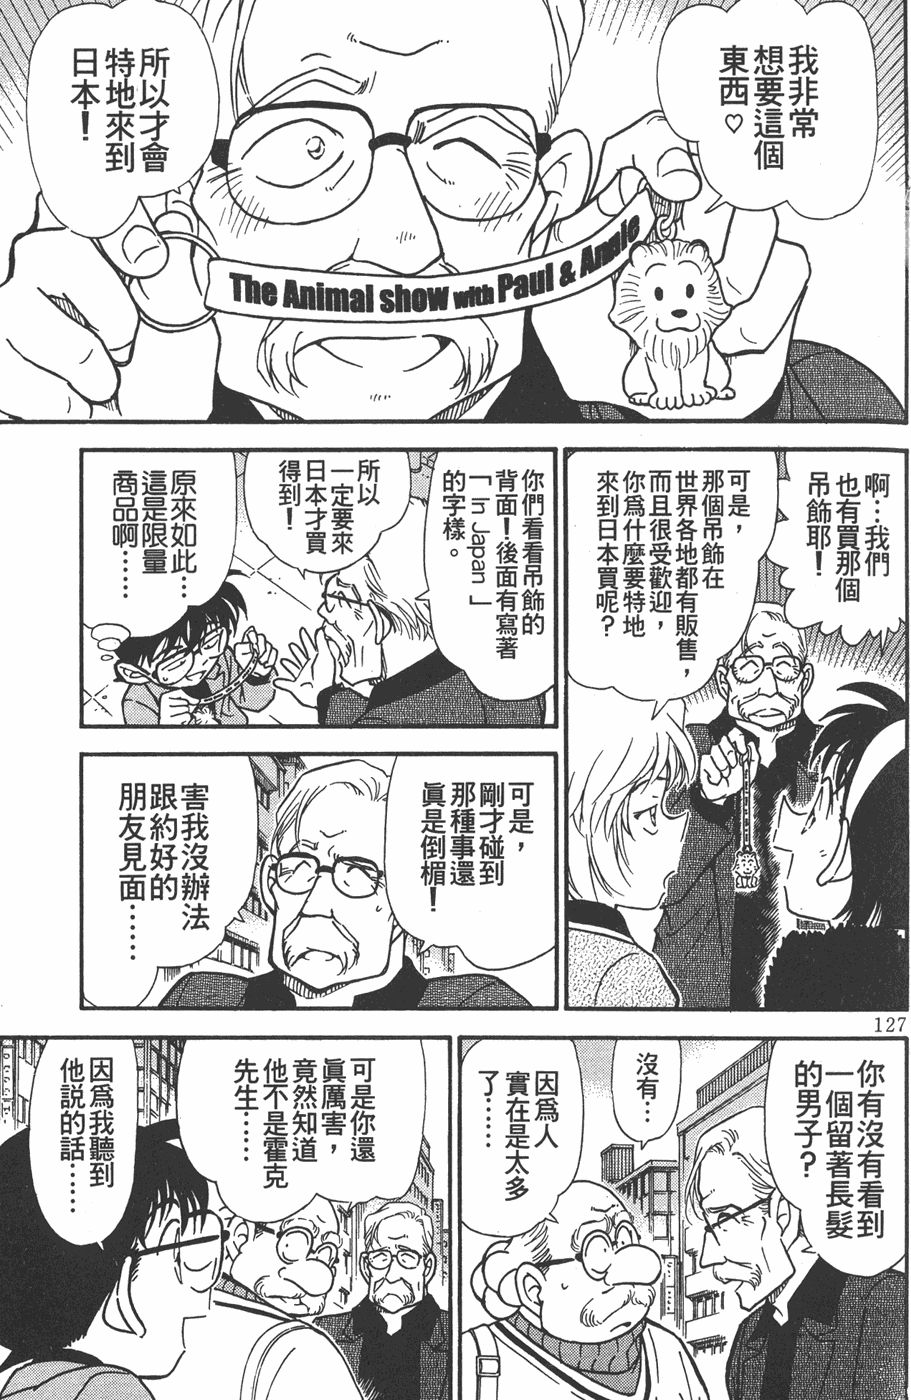 我非常
想要這個
東西♡
所以才會
特地來到
日本！
The Animal show with Paul & Annie
啊…我們
也有買那個
吊飾耶！
可是，
那個吊飾在
世界各地都有販售，
而且很受歡迎，
你爲什麼要特地
來到日本買呢？
你們看看吊飾的
背面！後面有寫著
「In Japan」
的字樣。
所以
一定要來
日本才買
得到！
原來如此…
這是限量
商品啊……
可是，
剛才碰到
那種事還
眞是倒楣！
害我沒辦法
跟約好的
朋友見面……
127
你有沒有看到
一個留著長髮
的男子？
沒有…
因爲人
實在是太多
了……
可是你還
眞厲害，
竟然知道
他不是霍克
先生……
因爲我聽到
他說的話……